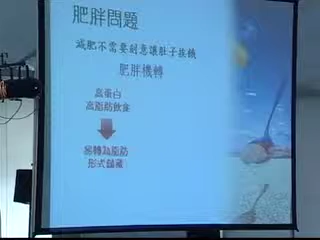 肥胖問題
減肥不需要刻意讓肚子挨餓
肥胖機轉
高蛋白
高脂肪飲食
易轉為脂肪
形式儲藏